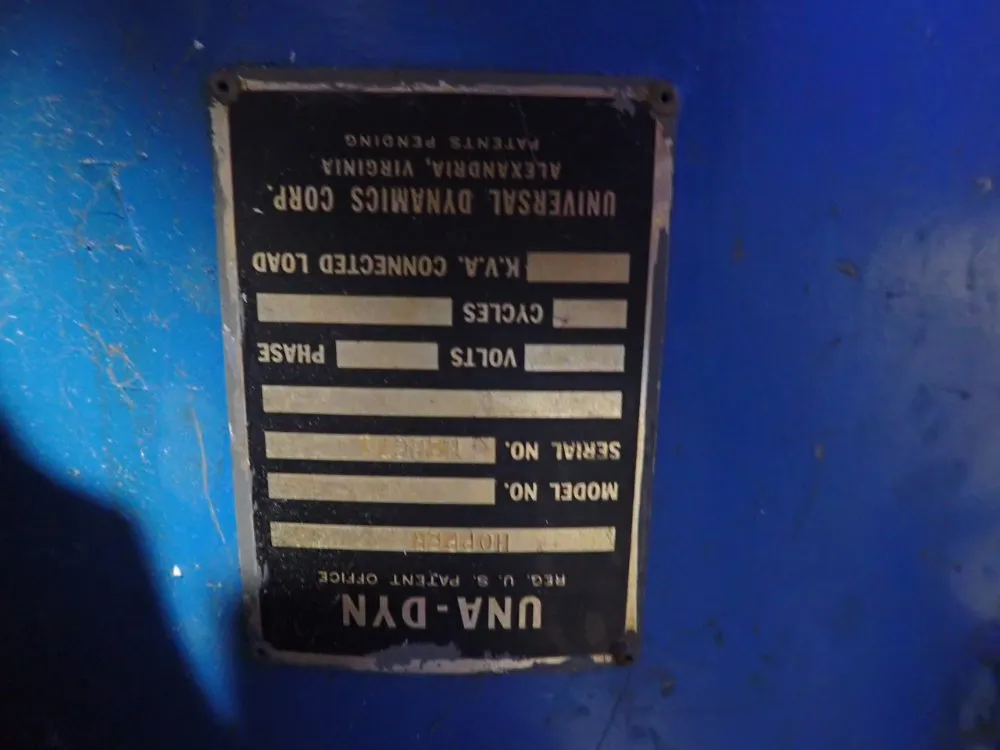 UNA-DYN
REG. U. S. PATENT OFFICE
HOPPER
MODEL NO.
SERIAL NO.
VOLTS PHASE
CYCLES
K.V.A. CONNECTED LOAD
UNIVERSAL DYNAMICS CORP.
ALEXANDRIA, VIRGINIA
PATENTS PENDING